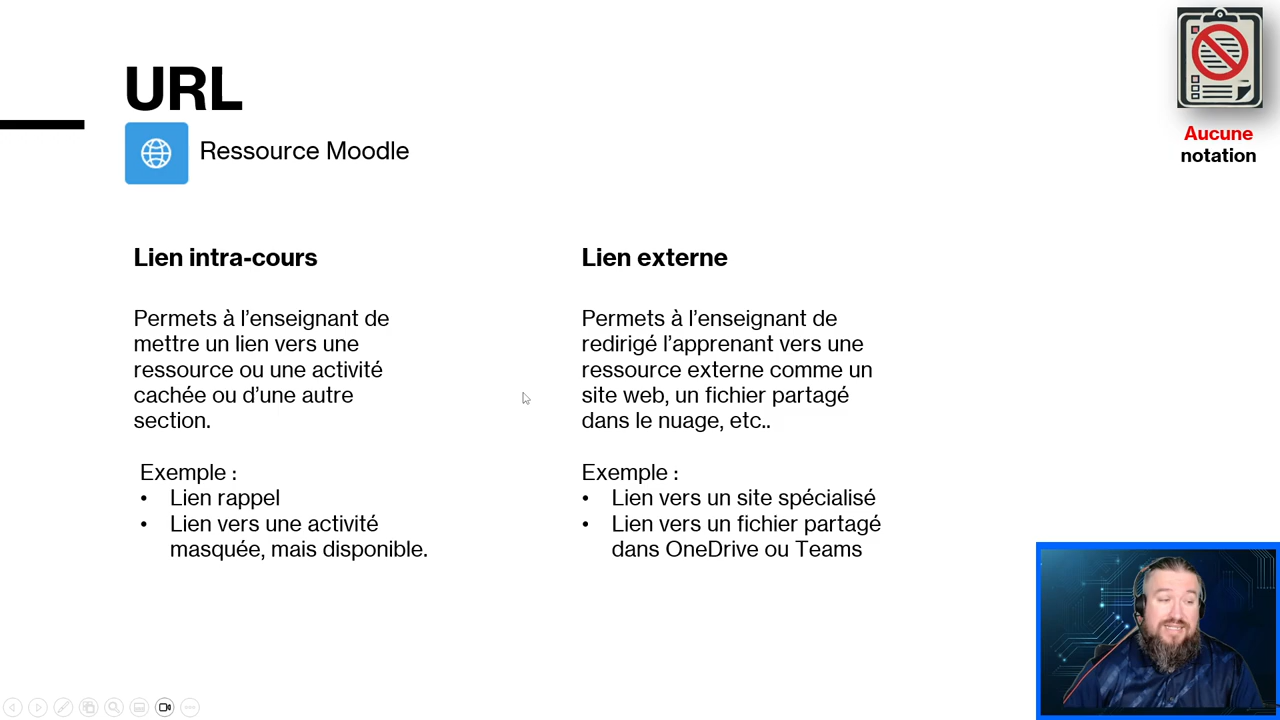 URL
Ressource Moodle
Aucune
notation
Lien intra-cours
Permets à l’enseignant de
mettre un lien vers une
ressource ou une activité
cachée ou d’une autre
section.
Exemple :
• Lien rappel
• Lien vers une activité
masquée, mais disponible.
Lien externe
Permets à l’enseignant de
redirigé l’apprenant vers une
ressource externe comme un
site web, un fichier partagé
dans le nuage, etc..
Exemple :
• Lien vers un site spécialisé
• Lien vers un fichier partagé
dans OneDrive ou Teams